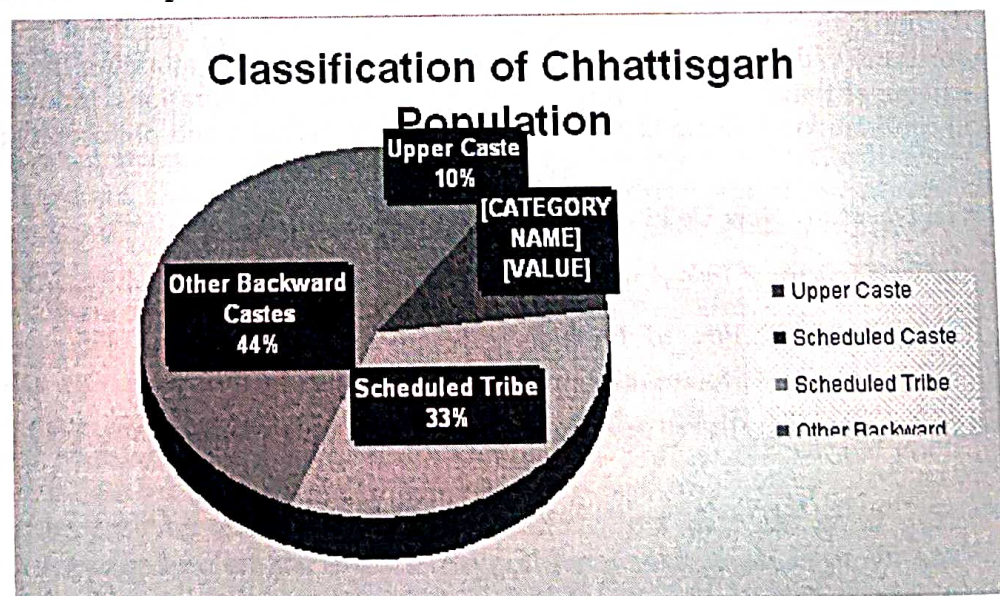 Classification of Chhattisgarh
Population
Upper Caste
10%
[CATEGORY
NAME]
[VALUE]
Other Backward
Castes
44%
Scheduled Tribe
33%
Upper Caste
Scheduled Caste
Scheduled Tribe
Other Backward